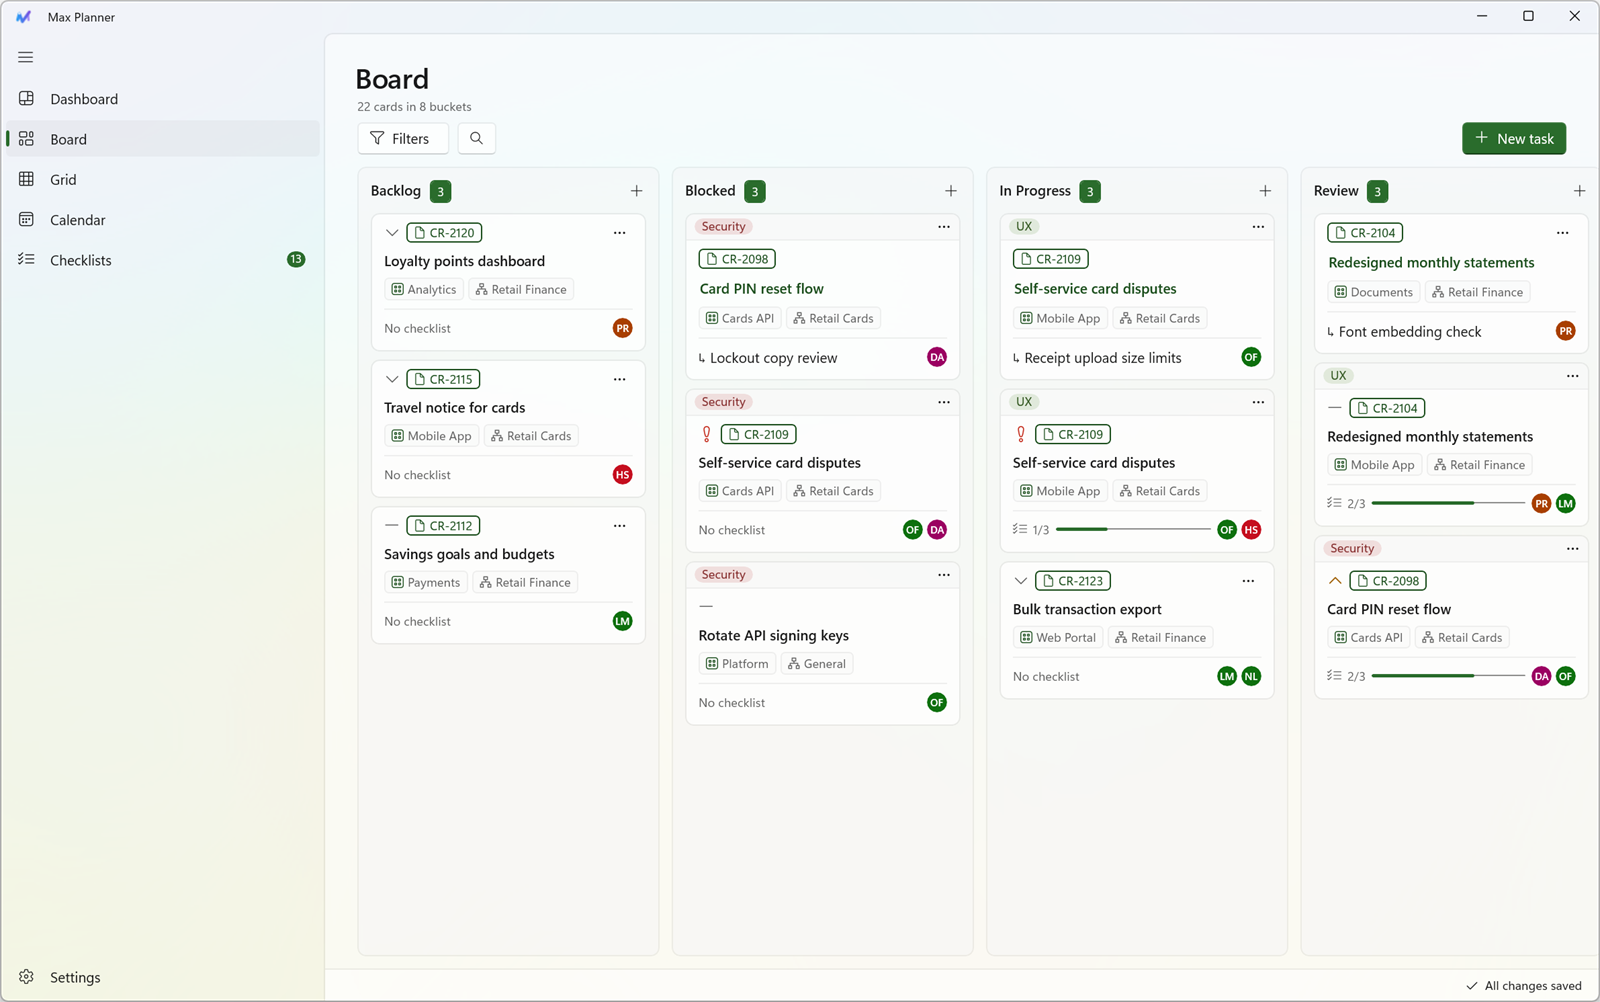 Max Planner
Dashboard
Board
Grid
Calendar
Checklists 13
Settings
Board
22 cards in 8 buckets
Filters
New task
Backlog 3
CR-2120
Loyalty points dashboard
Analytics Retail Finance
No checklist PR
CR-2115
Travel notice for cards
Mobile App Retail Cards
No checklist HS
CR-2112
Savings goals and budgets
Payments Retail Finance
No checklist LM
Blocked 3
Security
CR-2098
Card PIN reset flow
Cards API Retail Cards
Lockout copy review DA
Security
CR-2109
Self-service card disputes
Cards API Retail Cards
No checklist OF DA
Security
Rotate API signing keys
Platform General
No checklist OF
In Progress 3
UX
CR-2109
Self-service card disputes
Mobile App Retail Cards
Receipt upload size limits OF
UX
CR-2109
Self-service card disputes
Mobile App Retail Cards
1/3 OF HS
CR-2123
Bulk transaction export
Web Portal Retail Finance
No checklist LM NL
Review 3
CR-2104
Redesigned monthly statements
Documents Retail Finance
Font embedding check PR
UX
CR-2104
Redesigned monthly statements
Mobile App Retail Finance
2/3 PR LM
Security
CR-2098
Card PIN reset flow
Cards API Retail Cards
2/3 DA OF
All changes saved